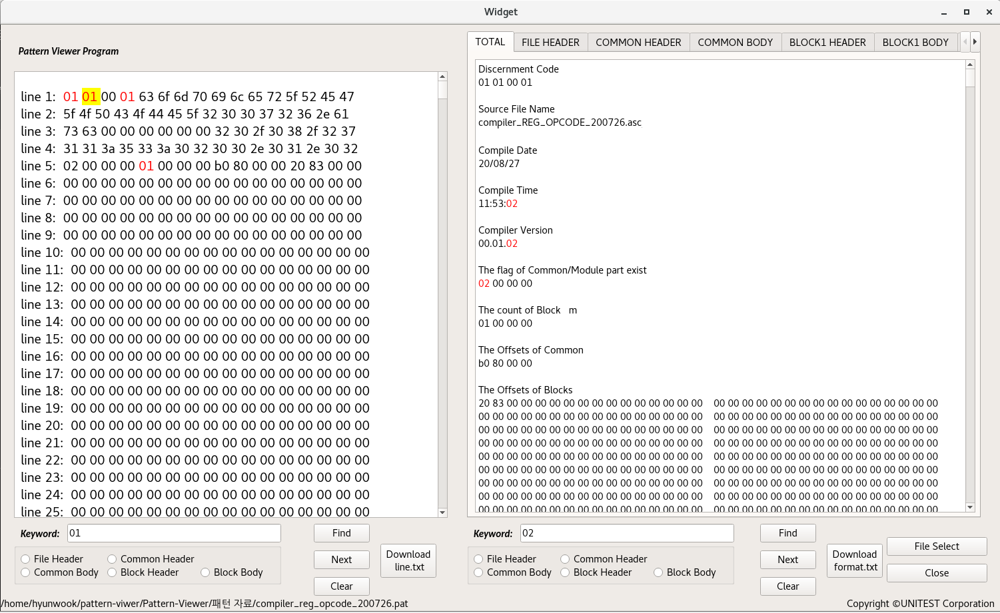 Widget
Pattern Viewer Program
line 1: 01 01 00 01 63 6f 6d 70 69 6c 65 72 5f 52 45 47
line 2: 5f 4f 50 43 4f 44 45 5f 32 30 30 37 32 36 2e 61
line 3: 73 63 00 00 00 00 00 00 32 30 2f 30 38 2f 32 37
line 4: 31 31 3a 35 33 3a 30 32 30 30 2e 30 31 2e 30 32
line 5: 02 00 00 00 01 00 00 00 b0 80 00 00 20 83 00 00
line 6: 00 00 00 00 00 00 00 00 00 00 00 00 00 00 00 00
line 7: 00 00 00 00 00 00 00 00 00 00 00 00 00 00 00 00
line 8: 00 00 00 00 00 00 00 00 00 00 00 00 00 00 00 00
line 9: 00 00 00 00 00 00 00 00 00 00 00 00 00 00 00 00
line 10: 00 00 00 00 00 00 00 00 00 00 00 00 00 00 00 00
line 11: 00 00 00 00 00 00 00 00 00 00 00 00 00 00 00 00
line 12: 00 00 00 00 00 00 00 00 00 00 00 00 00 00 00 00
line 13: 00 00 00 00 00 00 00 00 00 00 00 00 00 00 00 00
line 14: 00 00 00 00 00 00 00 00 00 00 00 00 00 00 00 00
line 15: 00 00 00 00 00 00 00 00 00 00 00 00 00 00 00 00
line 16: 00 00 00 00 00 00 00 00 00 00 00 00 00 00 00 00
line 17: 00 00 00 00 00 00 00 00 00 00 00 00 00 00 00 00
line 18: 00 00 00 00 00 00 00 00 00 00 00 00 00 00 00 00
line 19: 00 00 00 00 00 00 00 00 00 00 00 00 00 00 00 00
line 20: 00 00 00 00 00 00 00 00 00 00 00 00 00 00 00 00
line 21: 00 00 00 00 00 00 00 00 00 00 00 00 00 00 00 00
line 22: 00 00 00 00 00 00 00 00 00 00 00 00 00 00 00 00
line 23: 00 00 00 00 00 00 00 00 00 00 00 00 00 00 00 00
line 24: 00 00 00 00 00 00 00 00 00 00 00 00 00 00 00 00
line 25: 00 00 00 00 00 00 00 00 00 00 00 00 00 00 00 00
Keyword: 01
Find
File Header Common Header
Common Body Block Header Block Body
Next
Clear
Download
line.txt
TOTAL FILE HEADER COMMON HEADER COMMON BODY BLOCK1 HEADER BLOCK1 BODY
Discernment Code
01 01 00 01
Source File Name
compiler_REG_OPCODE_200726.asc
Compile Date
20/08/27
Compile Time
11:53:02
Compiler Version
00.01.02
The flag of Common/Module part exist
02 00 00 00
The count of Block m
01 00 00 00
The Offsets of Common
b0 80 00 00
The Offsets of Blocks
20 83 00 00 00 00 00 00 00 00 00 00 00 00 00 00 00 00 00 00 00 00 00 00 00 00 00 00 00 00 00 00
00 00 00 00 00 00 00 00 00 00 00 00 00 00 00 00 00 00 00 00 00 00 00 00 00 00 00 00 00 00 00 00
00 00 00 00 00 00 00 00 00 00 00 00 00 00 00 00 00 00 00 00 00 00 00 00 00 00 00 00 00 00 00 00
00 00 00 00 00 00 00 00 00 00 00 00 00 00 00 00 00 00 00 00 00 00 00 00 00 00 00 00 00 00 00 00
00 00 00 00 00 00 00 00 00 00 00 00 00 00 00 00 00 00 00 00 00 00 00 00 00 00 00 00 00 00 00 00
00 00 00 00 00 00 00 00 00 00 00 00 00 00 00 00 00 00 00 00 00 00 00 00 00 00 00 00 00 00 00 00
00 00 00 00 00 00 00 00 00 00 00 00 00 00 00 00 00 00 00 00 00 00 00 00 00 00 00 00 00 00 00 00
00 00 00 00 00 00 00 00 00 00 00 00 00 00 00 00 00 00 00 00 00 00 00 00 00 00 00 00 00 00 00 00
00 00 00 00 00 00 00 00 00 00 00 00 00 00 00 00 00 00 00 00 00 00 00 00 00 00 00 00 00 00 00 00
Keyword: 02
Find
File Header Common Header
Common Body Block Header Block Body
Next
Clear
Download
format.txt
File Select
Close
/home/hyunwook/pattern-viwer/Pattern-Viewer/패턴 자료/compiler_reg_opcode_200726.pat
Copyright ©UNITEST Corporation